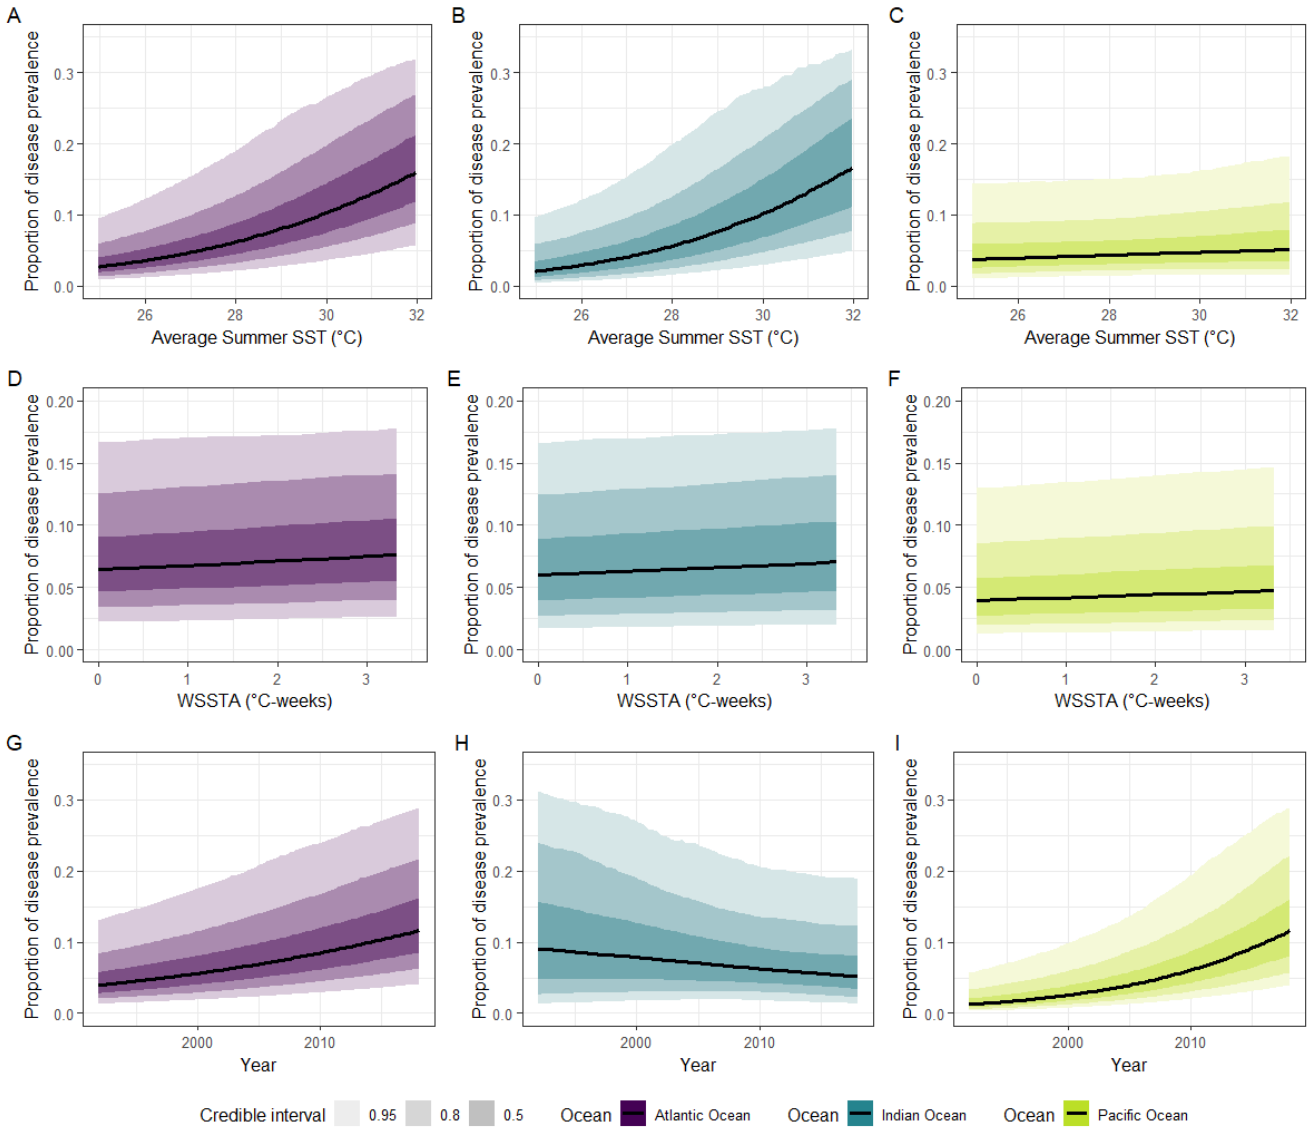 A
B
C
Proportion of disease prevalence
0.3
0.2
0.1
0.0
26 28 30 32
Average Summer SST (°C)
Proportion of disease prevalence
0.3
0.2
0.1
0.0
26 28 30 32
Average Summer SST (°C)
Proportion of disease prevalence
0.3
0.2
0.1
0.0
26 28 30 32
Average Summer SST (°C)
D
E
F
Proportion of disease prevalence
0.20
0.15
0.10
0.05
0.00
0 1 2 3
WSSTA (°C-weeks)
Proportion of disease prevalence
0.20
0.15
0.10
0.05
0.00
0 1 2 3
WSSTA (°C-weeks)
Proportion of disease prevalence
0.20
0.15
0.10
0.05
0.00
0 1 2 3
WSSTA (°C-weeks)
G
H
I
Proportion of disease prevalence
0.3
0.2
0.1
0.0
2000 2010
Year
Proportion of disease prevalence
0.3
0.2
0.1
0.0
2000 2010
Year
Proportion of disease prevalence
0.3
0.2
0.1
0.0
2000 2010
Year
Credible interval 0.95 0.8 0.5 Ocean Atlantic Ocean Ocean Indian Ocean Ocean Pacific Ocean